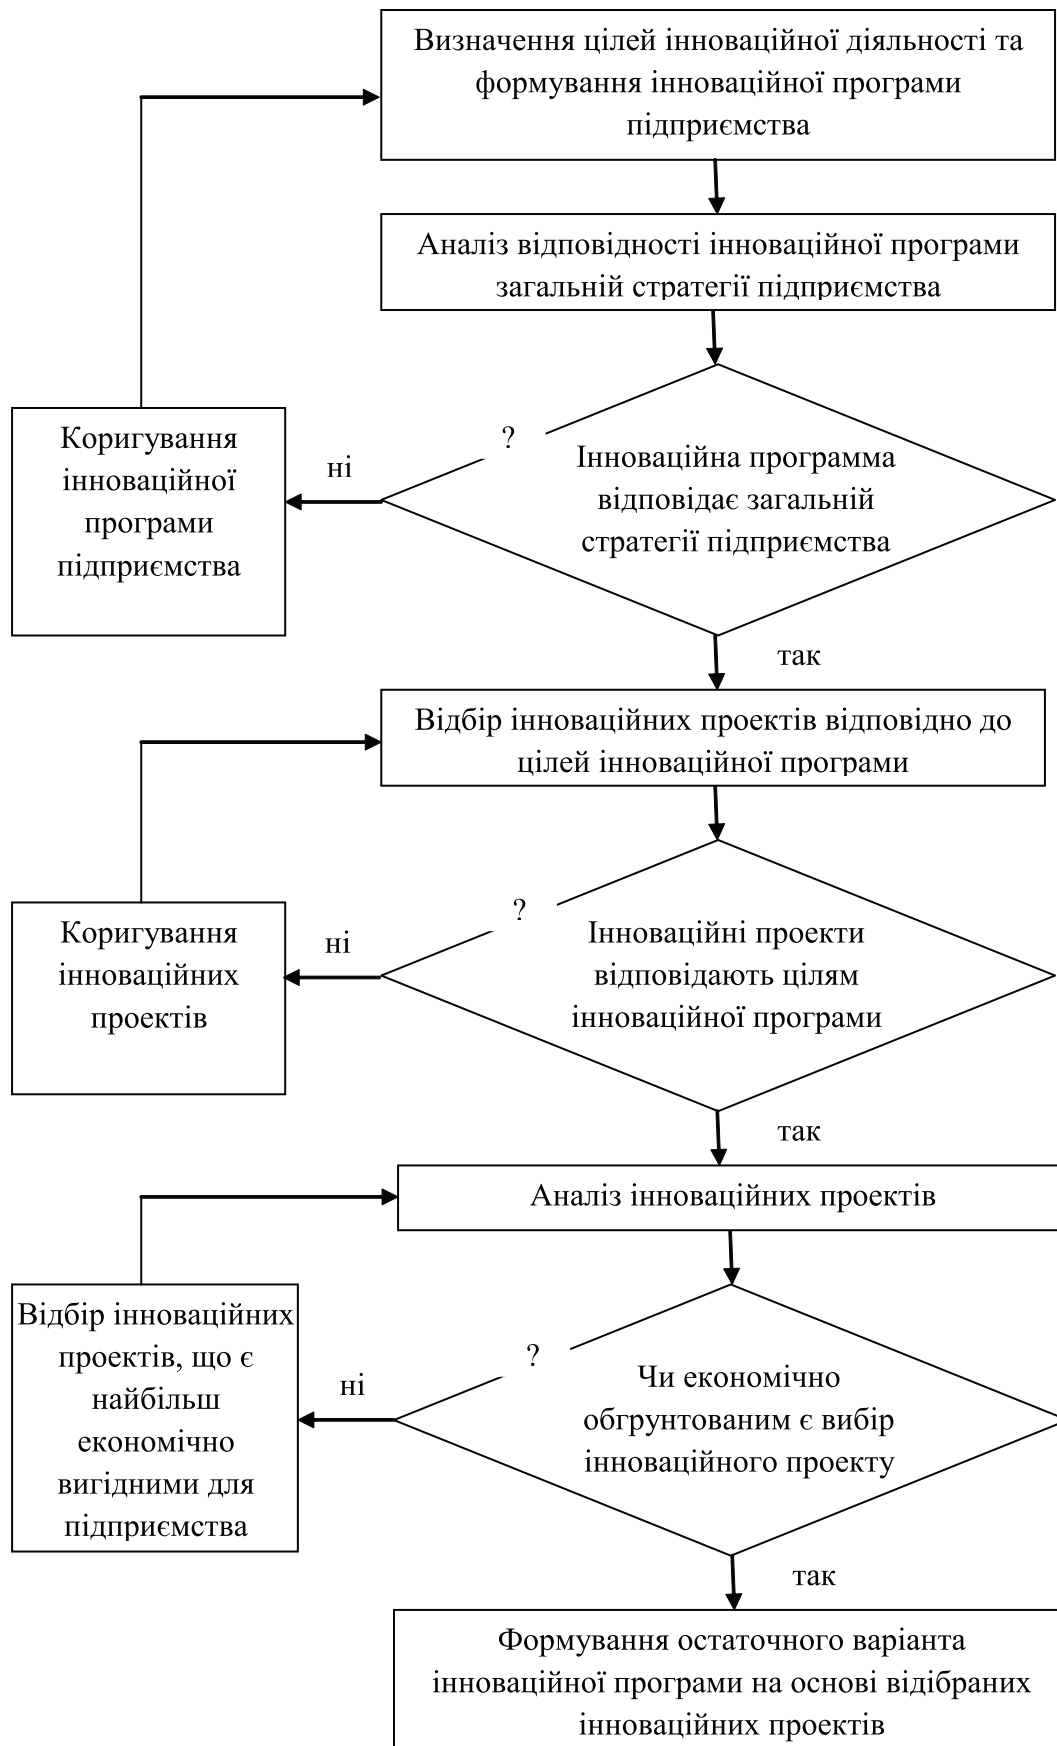 Визначення цілей інноваційної діяльності та
формування інноваційної програми
підприємства
Аналіз відповідності інноваційної програми
загальній стратегії підприємства
?
Інноваційна программа
відповідає загальній
стратегії підприємства
ні
Коригування
інноваційної
програми
підприємства
так
Відбір інноваційних проектів відповідно до
цілей інноваційної програми
?
Інноваційні проекти
відповідають цілям
інноваційної програми
ні
Коригування
інноваційних
проектів
так
Аналіз інноваційних проектів
?
Чи економічно
обгрунтованим є вибір
інноваційного проекту
ні
Відбір інноваційних
проектів, що є
найбільш
економічно
вигідними для
підприємства
так
Формування остаточного варіанта
інноваційної програми на основі відібраних
інноваційних проектів